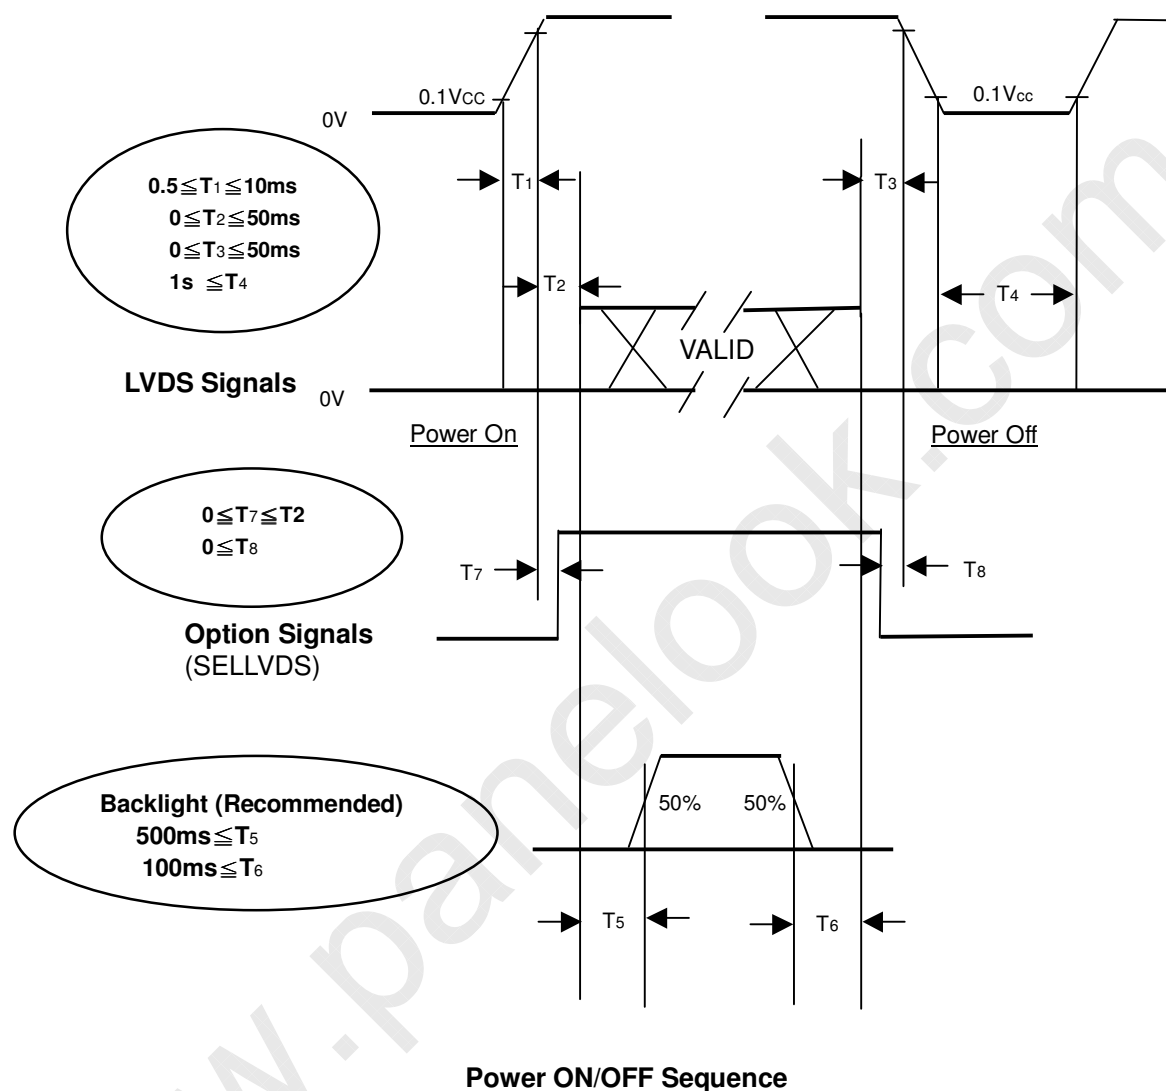 0.1VCC
0.1Vcc
0V
0.5≦T1≦10ms
0≦T2≦50ms
0≦T3≦50ms
1s ≦T4
T1
T3
T2
T4
VALID
LVDS Signals
0V
Power On
Power Off
0≦T7≦T2
0≦T8
T7
T8
Option Signals
(SELLVDS)
Backlight (Recommended)
500ms≦T5
100ms≦T6
50%
50%
T5
T6
Power ON/OFF Sequence
w.panelook.com